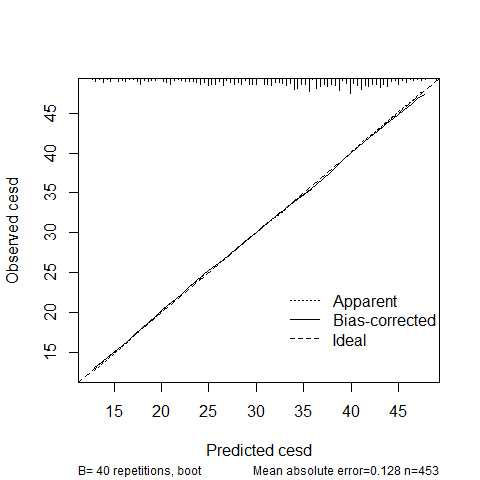 45
40
35
30
25
20
15
Observed cesd
Apparent
Bias-corrected
Ideal
15 20 25 30 35 40 45
Predicted cesd
B= 40 repetitions, boot Mean absolute error=0.128 n=453